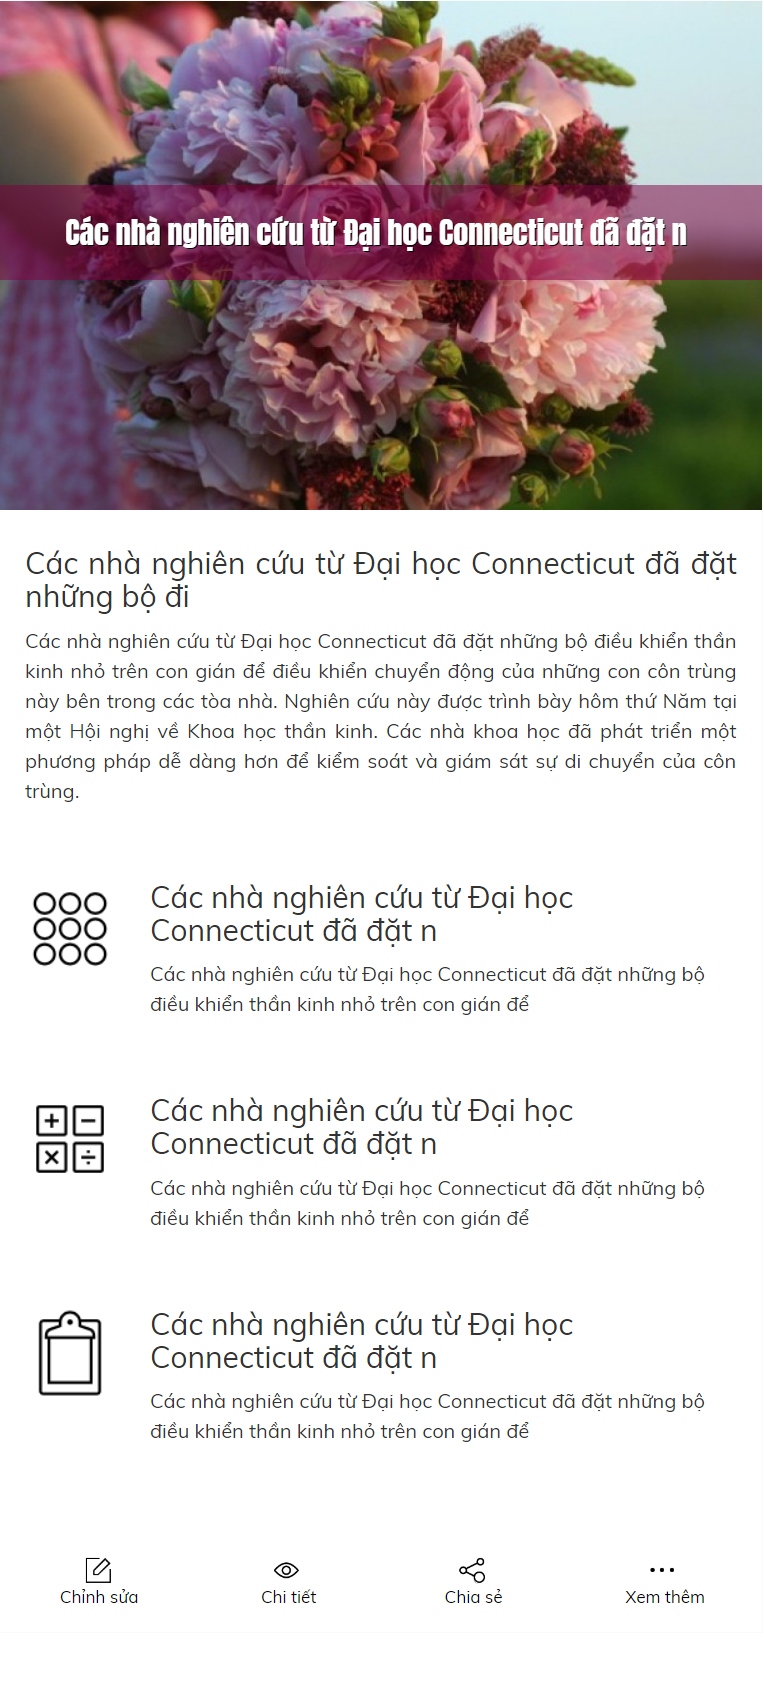 Các nhà nghiên cứu từ Đại học Connecticut đã đặt n
Các nhà nghiên cứu từ Đại học Connecticut đã đặt
những bộ đi
Các nhà nghiên cứu từ Đại học Connecticut đã đặt những bộ điều khiển thần
kinh nhỏ trên con gián để điều khiển chuyển động của những con côn trùng
này bên trong các tòa nhà. Nghiên cứu này được trình bày hôm thứ Năm tại
một Hội nghị về Khoa học thần kinh. Các nhà khoa học đã phát triển một
phương pháp dễ dàng hơn để kiểm soát và giám sát sự di chuyển của côn
trùng.
Các nhà nghiên cứu từ Đại học
Connecticut đã đặt n
Các nhà nghiên cứu từ Đại học Connecticut đã đặt những bộ
điều khiển thần kinh nhỏ trên con gián để
Các nhà nghiên cứu từ Đại học
Connecticut đã đặt n
Các nhà nghiên cứu từ Đại học Connecticut đã đặt những bộ
điều khiển thần kinh nhỏ trên con gián để
Các nhà nghiên cứu từ Đại học
Connecticut đã đặt n
Các nhà nghiên cứu từ Đại học Connecticut đã đặt những bộ
điều khiển thần kinh nhỏ trên con gián để
Chỉnh sửa Chi tiết Chia sẻ Xem thêm